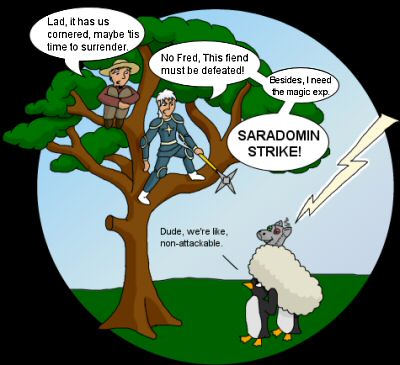 Lad, it has us
cornered, maybe 'tis
time to surrender.
No Fred, This fiend
must be defeated!
Besides, I need
the magic exp.
SARADOMIN
STRIKE!
Dude, we're like,
non-attackable.